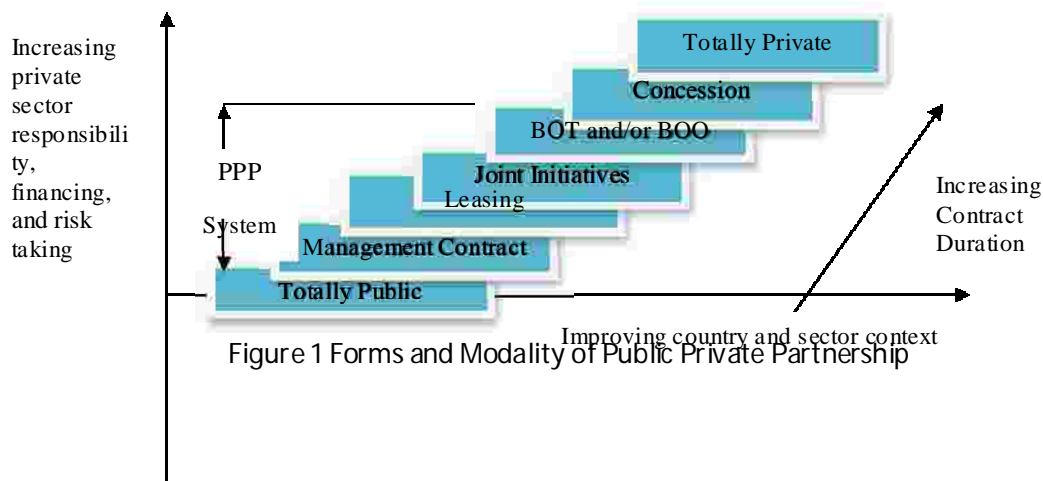 Increasing
private
sector
responsibili
ty,
financing,
and risk
taking
PPP
System
Totally Private
Concession
BOT and/or BOO
Joint Initiatives
Leasing
Management Contract
Totally Public
Increasing
Contract
Duration
Improving country and sector context
Figure 1 Forms and Modality of Public Private Partnership